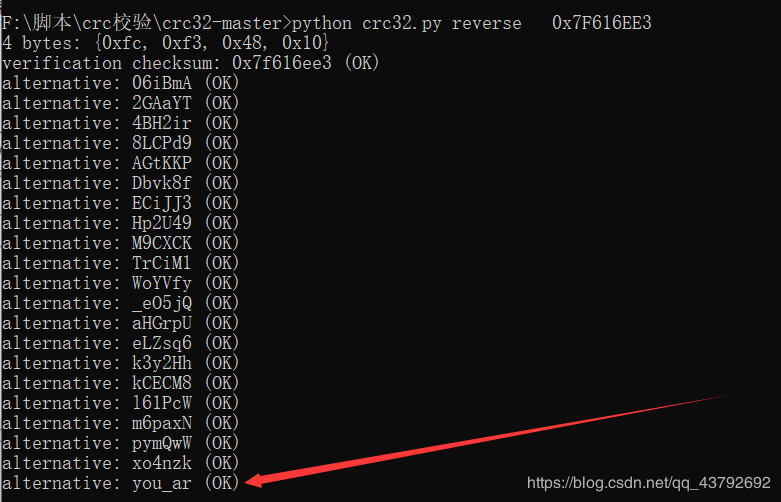 F:\脚本\crc校验\crc32-master>python crc32.py reverse   0x7F616EE3
4 bytes: {0xfc, 0xf3, 0x48, 0x10}
verification checksum: 0x7f616ee3 (OK)
alternative: 06iBmA (OK)
alternative: 2GAaYT (OK)
alternative: 4BH2ir (OK)
alternative: 8LCPd9 (OK)
alternative: AGtKKP (OK)
alternative: Dbvk8f (OK)
alternative: ECiJJ3 (OK)
alternative: Hp2U49 (OK)
alternative: M9CXCK (OK)
alternative: TrCiM1 (OK)
alternative: WoYVfy (OK)
alternative: _eO5jQ (OK)
alternative: aHGrpU (OK)
alternative: eLZsq6 (OK)
alternative: k3y2Hh (OK)
alternative: kCECM8 (OK)
alternative: l61PcW (OK)
alternative: m6paxN (OK)
alternative: pymQwW (OK)
alternative: xo4nzk (OK)
alternative: you_ar (OK)
https://blog.csdn.net/qq_43792692